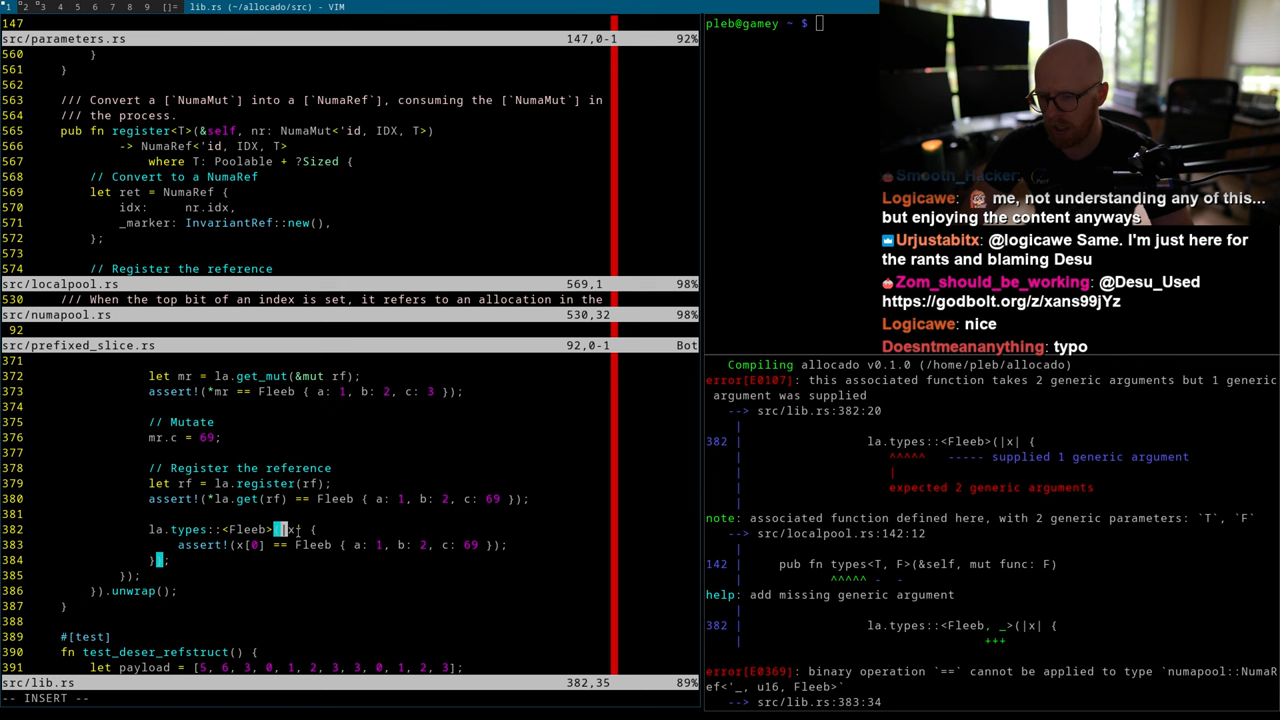 1 2 3 4 5 6 7 8 9 []= lib.rs (~/allocado/src) - VIM
147
src/parameters.rs 147,0-1 92%
560 }
561 }
562
563 /// Convert a [`NumaMut`] into a [`NumaRef`], consuming the [`NumaMut`] in
564 /// the process.
565 pub fn register<T>(&self, nr: NumaMut<'id, IDX, T>)
566 -> NumaRef<'id, IDX, T>
567 where T: Poolable + ?Sized {
568 // Convert to a NumaRef
569 let ret = NumaRef {
570 idx: nr.idx,
571 _marker: InvariantRef::new(),
572 };
573
574 // Register the reference
src/localpool.rs 569,1 98%
530 /// When the top bit of an index is set, it refers to an allocation in the
src/numapool.rs 530,32 98%
92
src/prefixed_slice.rs 92,0-1 Bot
371
372 let mr = la.get_mut(&mut rf);
373 assert!(*mr == Fleeb { a: 1, b: 2, c: 3 });
374
375 // Mutate
376 mr.c = 69;
377
378 // Register the reference
379 let rf = la.register(rf);
380 assert!(*la.get(rf) == Fleeb { a: 1, b: 2, c: 69 });
381
382 la.types::<Fleeb>(|x| {
383 assert!(x[0] == Fleeb { a: 1, b: 2, c: 69 });
384 });
385 });
386 }).unwrap();
387 }
388
389 #[test]
390 fn test_deser_refstruct() {
391 let payload = [5, 6, 3, 0, 1, 2, 3, 3, 0, 1, 2, 3];
src/lib.rs 382,35 89%
-- INSERT --
pleb@gamey ~ $
Smooth_Hacker:
Logicawe: me, not understanding any of this...
but enjoying the content anyways
Urjustabitx: @logicawe Same. I'm just here for
the rants and blaming Desu
Zom_should_be_working: @Desu_Used
https://godbolt.org/z/xans99jYz
Logicawe: nice
Doesntmeananything: typo
Compiling allocado v0.1.0 (/home/pleb/allocado)
error[E0107]: this associated function takes 2 generic arguments but 1 generic
argument was supplied
--> src/lib.rs:382:20
|
382 | la.types::<Fleeb>(|x| {
| ^^^^^ ----- supplied 1 generic argument
| |
| expected 2 generic arguments
|
note: associated function defined here, with 2 generic parameters: `T`, `F`
--> src/localpool.rs:142:12
|
142 | pub fn types<T, F>(&self, mut func: F)
| ^^^^^ - -
help: add missing generic argument
|
382 | la.types::<Fleeb, _>(|x| {
| +++
error[E0369]: binary operation `==` cannot be applied to type `numapool::NumaR
ef<'_, u16, Fleeb>`
--> src/lib.rs:383:34